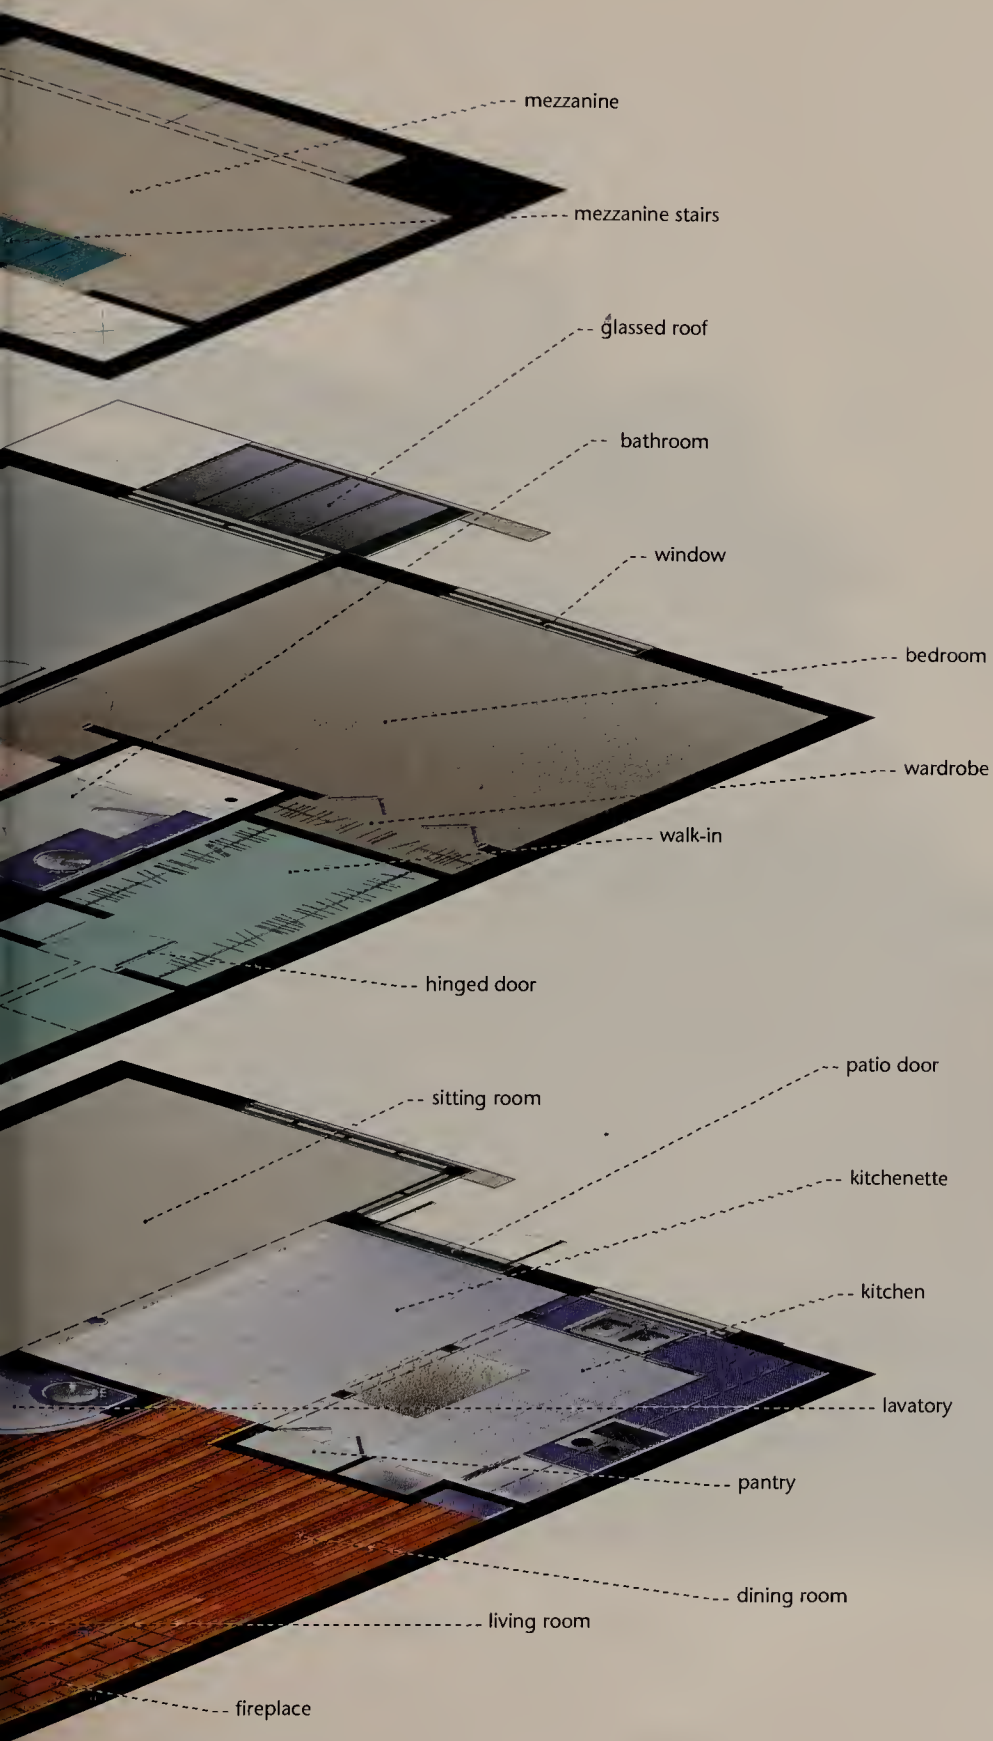 mezzanine
mezzanine stairs
glassed roof
bathroom
window
bedroom
wardrobe
walk-in
hinged door
patio door
sitting room
kitchenette
kitchen
lavatory
pantry
dining room
living room
fireplace